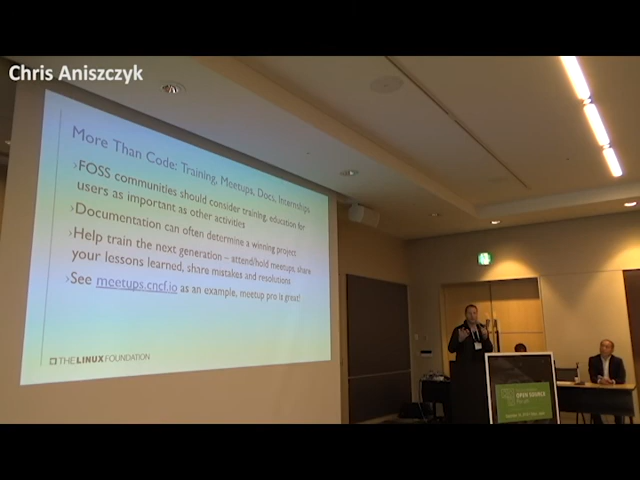 Chris Aniszczyk
More Than Code: Training, Meetups, Docs, Internships
›FOSS communities should consider training, education for
users as important as other activities
›Documentation can often determine a winning project
›Help train the next generation – attend/hold meetups, share
your lessons learned, share mistakes and resolutions
›See meetups.cncf.io as an example, meetup pro is great!
THE LINUX FOUNDATION
OPEN SOURCE